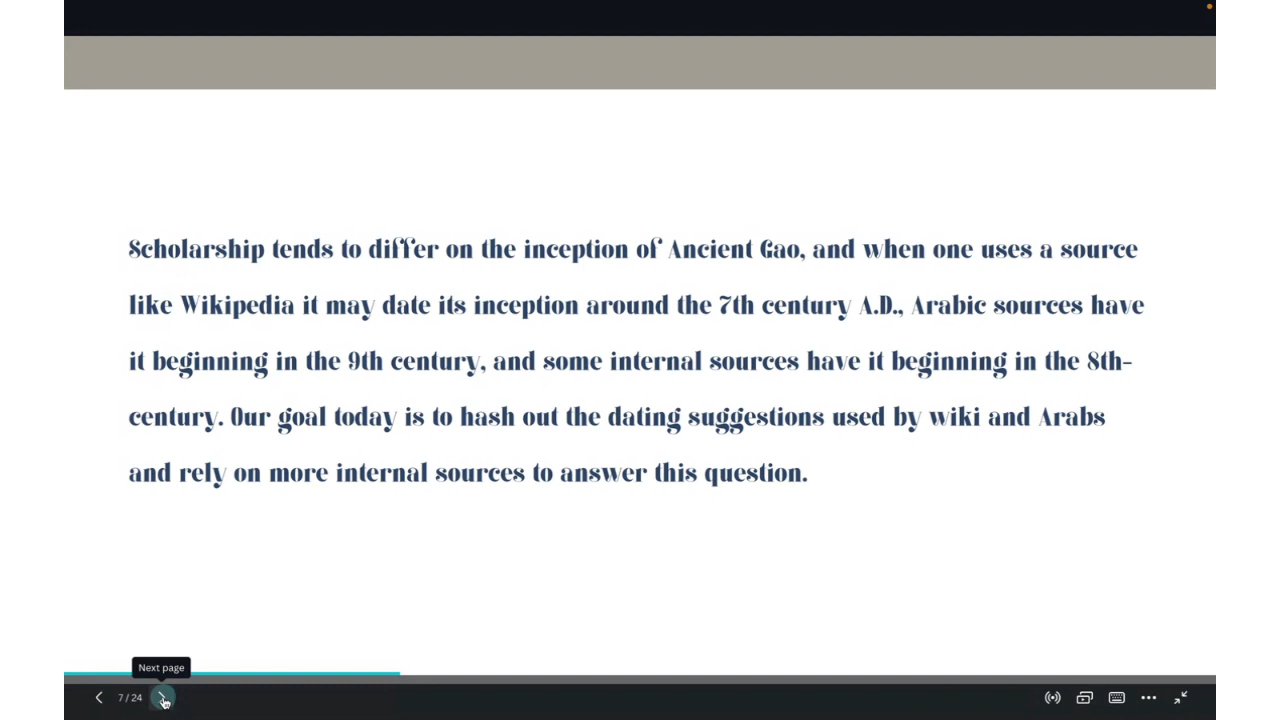 Scholarship tends to differ on the inception of Ancient Gao, and when one uses a source
like Wikipedia it may date its inception around the 7th century A.D., Arabic sources have
it beginning in the 9th century, and some internal sources have it beginning in the 8th-
century. Our goal today is to hash out the dating suggestions used by wiki and Arabs
and rely on more internal sources to answer this question.
Next page
7 / 24